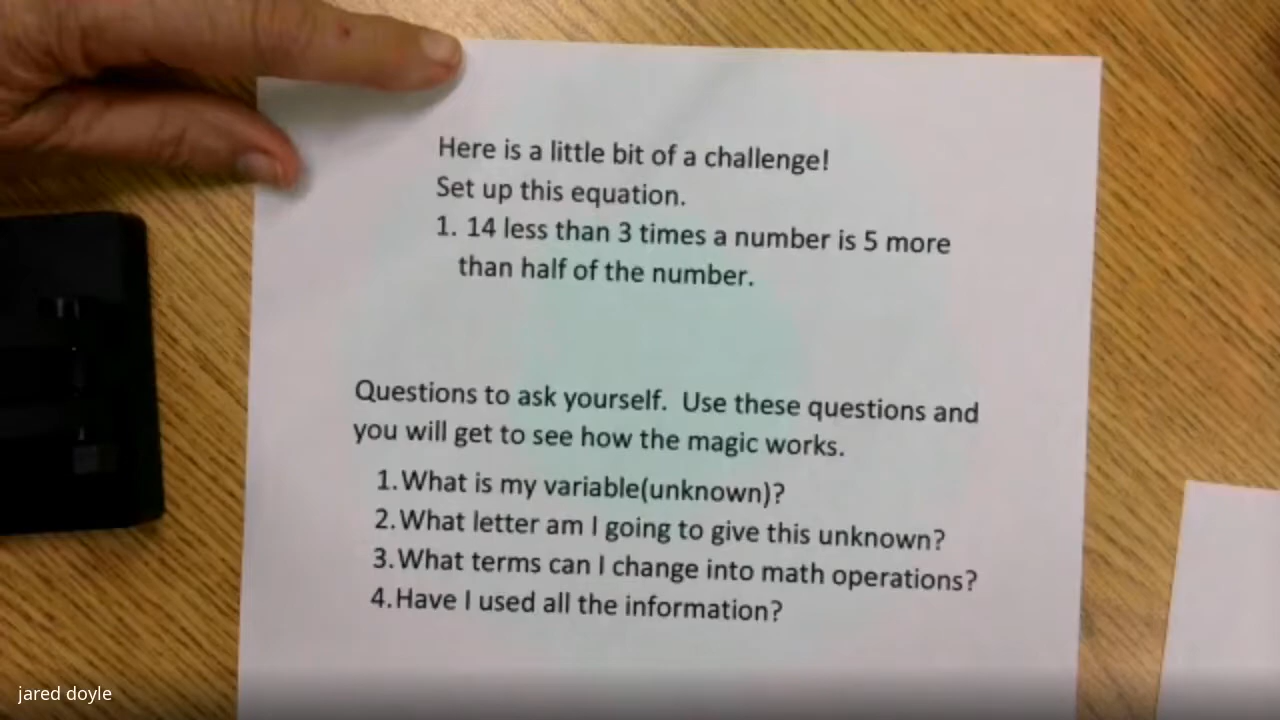 Here is a little bit of a challenge!
Set up this equation.
1. 14 less than 3 times a number is 5 more
than half of the number.
Questions to ask yourself.  Use these questions and
you will get to see how the magic works.
1. What is my variable(unknown)?
2. What letter am I going to give this unknown?
3. What terms can I change into math operations?
4. Have I used all the information?
jared doyle